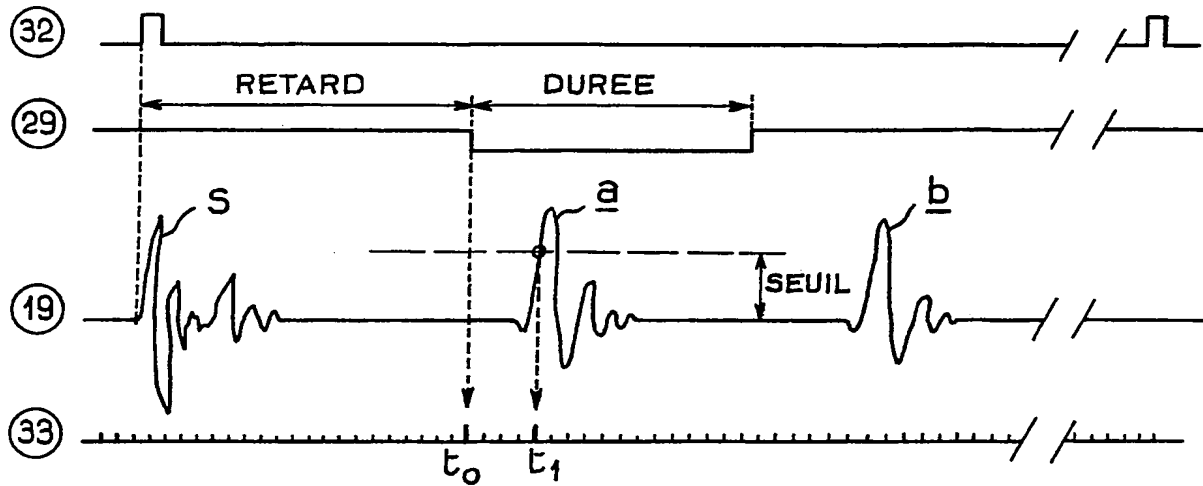 32
RETARD DUREE
29
S a b
SEUIL
19
33
t₀ t₁